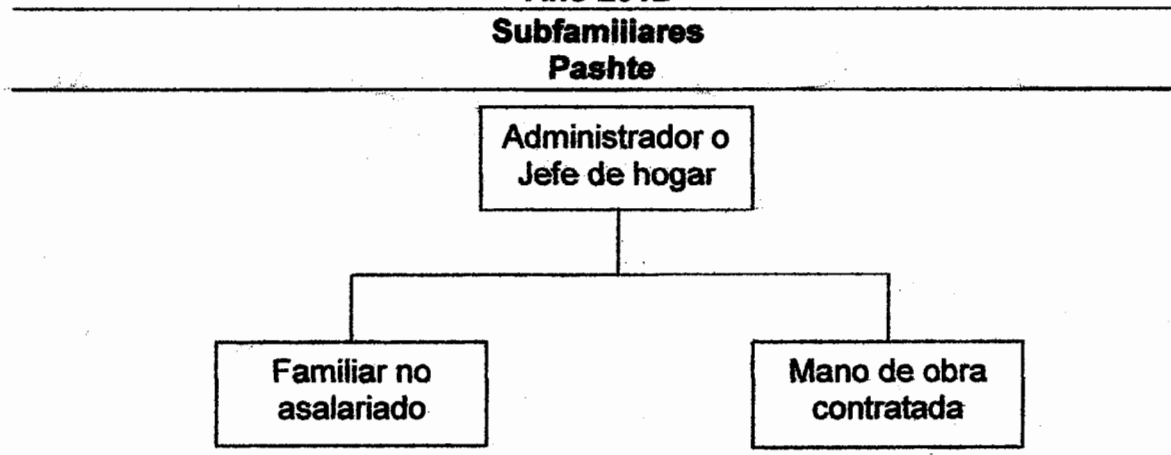 Subfamiliares
Pashte
Administrador o
Jefe de hogar
Familiar no
asalariado
Mano de obra
contratada